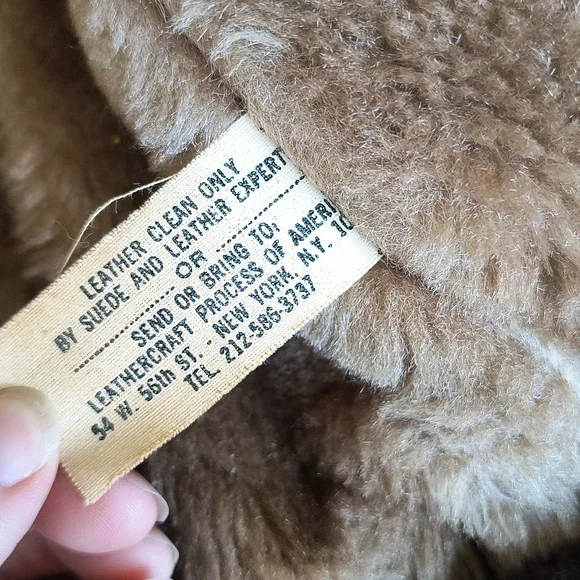 LEATHER CLEAN ONLY
BY SUEDE AND LEATHER EXPERT
OR
SEND OR BRING TO:
LEATHERCRAFT PROCESS OF AMERI
54 W. 56th ST. - NEW YORK, N.Y. 10
TEL. 212-586-3737